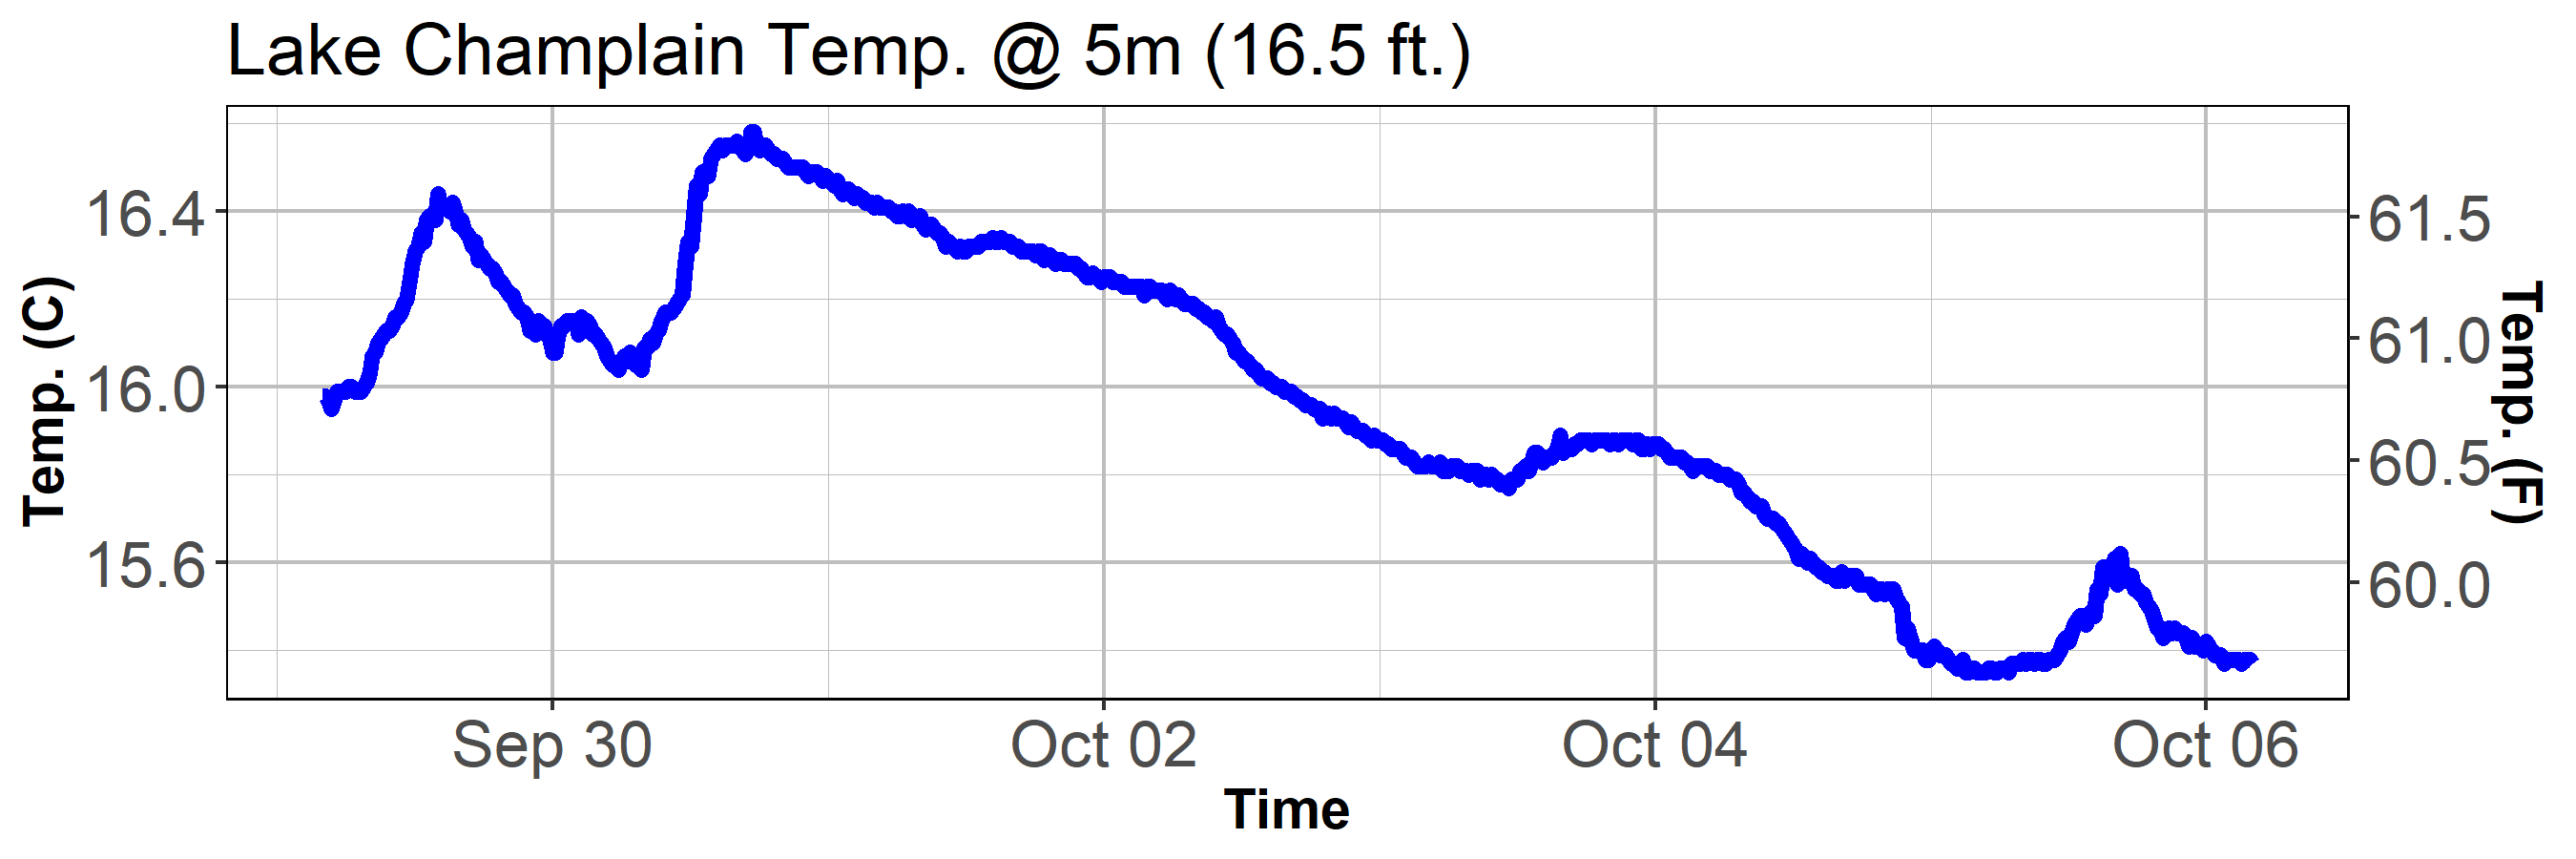 Lake Champlain Temp. @ 5m (16.5 ft.)
Temp. (C)
16.4
16.0
15.6
61.5
61.0
60.5
60.0
Temp. (F)
Sep 30 Oct 02 Oct 04 Oct 06
Time